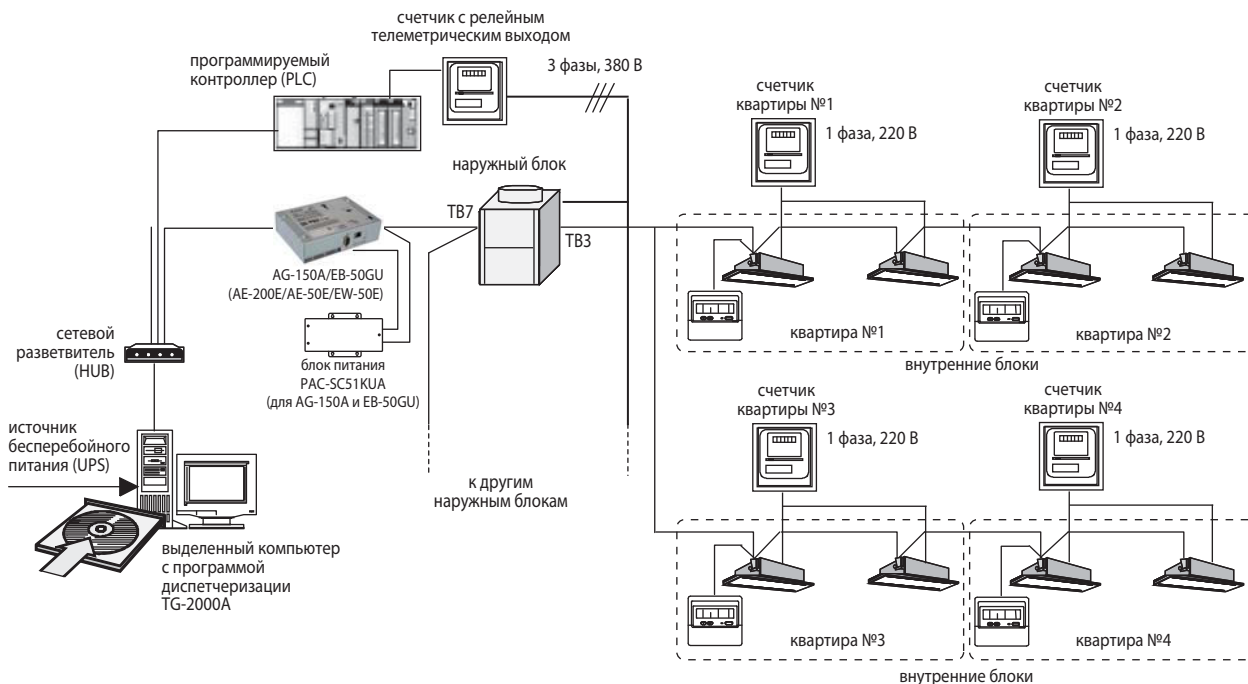 счетчик с релейным
телеметрическим выходом
программируемый
контроллер (PLC)
3 фазы, 380 В
счетчик
квартиры №1
1 фаза, 220 В
счетчик
квартиры №2
1 фаза, 220 В
наружный блок
TB7
TB3
AG-150A/EB-50GU
(AE-200E/AE-50E/EW-50E)
сетевой
разветвитель
(HUB)
блок питания
PAC-SC51KUA
(для AG-150A и EB-50GU)
квартира №1
квартира №2
внутренние блоки
источник
бесперебойного
питания (UPS)
к другим
наружным блокам
выделенный компьютер
с программой
диспетчеризации
TG-2000A
счетчик
квартиры №3
1 фаза, 220 В
счетчик
квартиры №4
1 фаза, 220 В
квартира №3
квартира №4
внутренние блоки